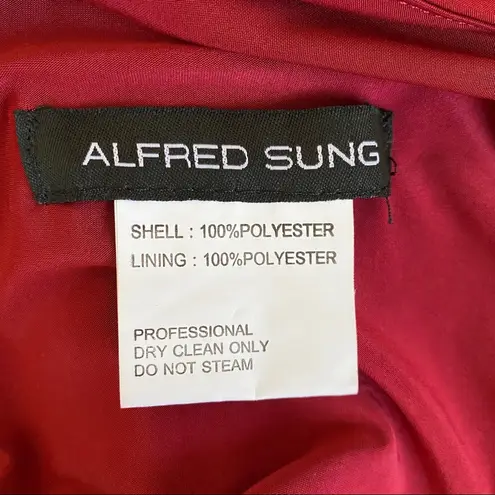 ALFRED SUNG
SHELL : 100%POLYESTER
LINING : 100%POLYESTER
PROFESSIONAL
DRY CLEAN ONLY
DO NOT STEAM